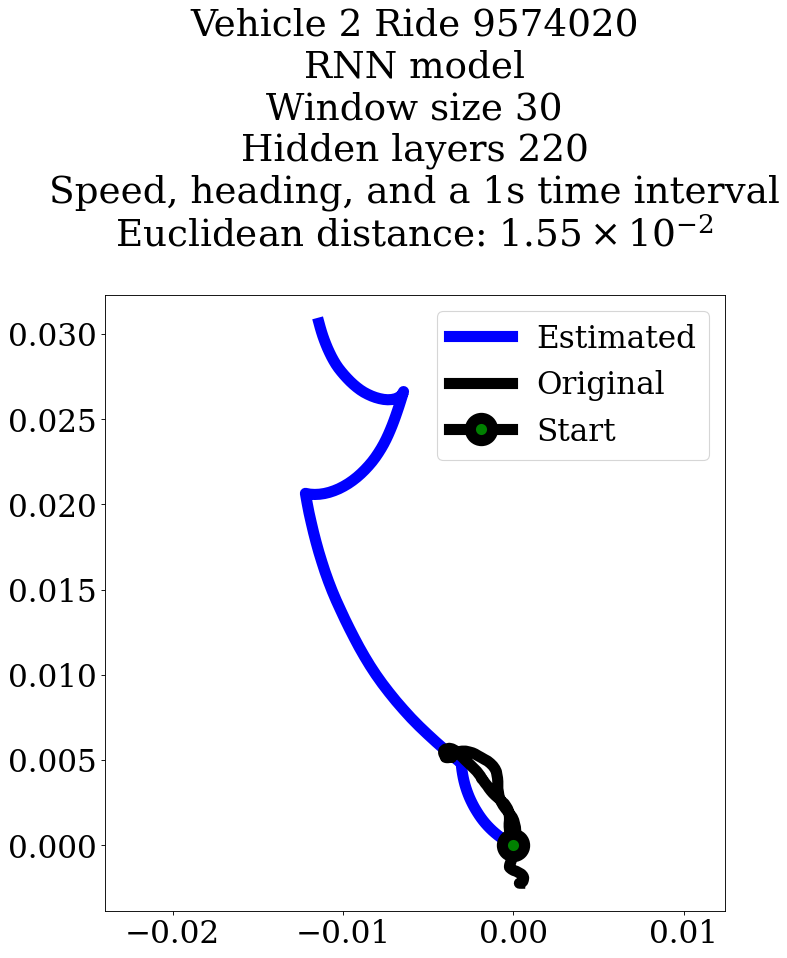 Vehicle 2 Ride 9574020
RNN model
Window size 30
Hidden layers 220
Speed, heading, and a 1s time interval
Euclidean distance: 1.55 × 10⁻²
Estimated
Original
Start
0.030
0.025
0.020
0.015
0.010
0.005
0.000
−0.02 −0.01 0.00 0.01